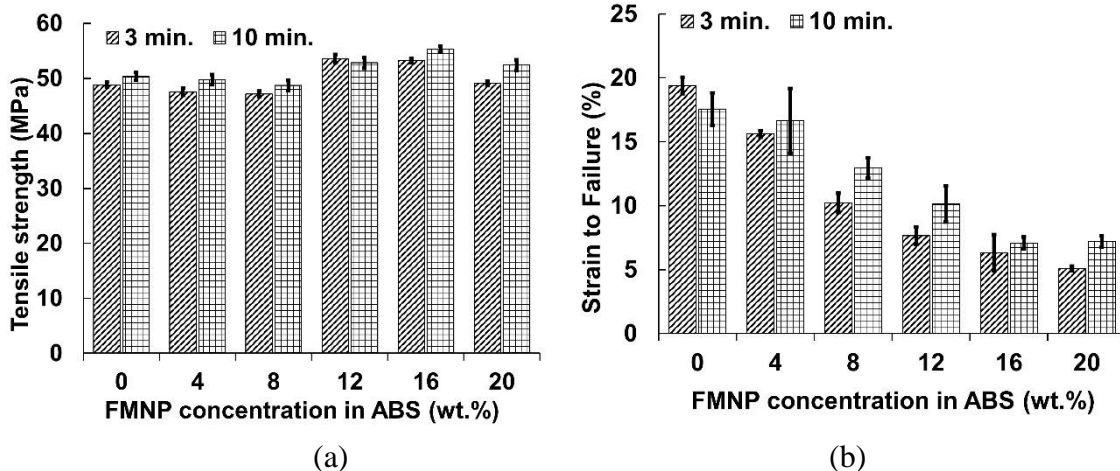 Tensile strength (MPa)
60
50
40
30
20
10
0
3 min. 10 min.
0 4 8 12 16 20
FMNP concentration in ABS (wt.%)
(a)
Strain to Failure (%)
25
20
15
10
5
0
3 min. 10 min.
0 4 8 12 16 20
FMNP concentration in ABS (wt.%)
(b)